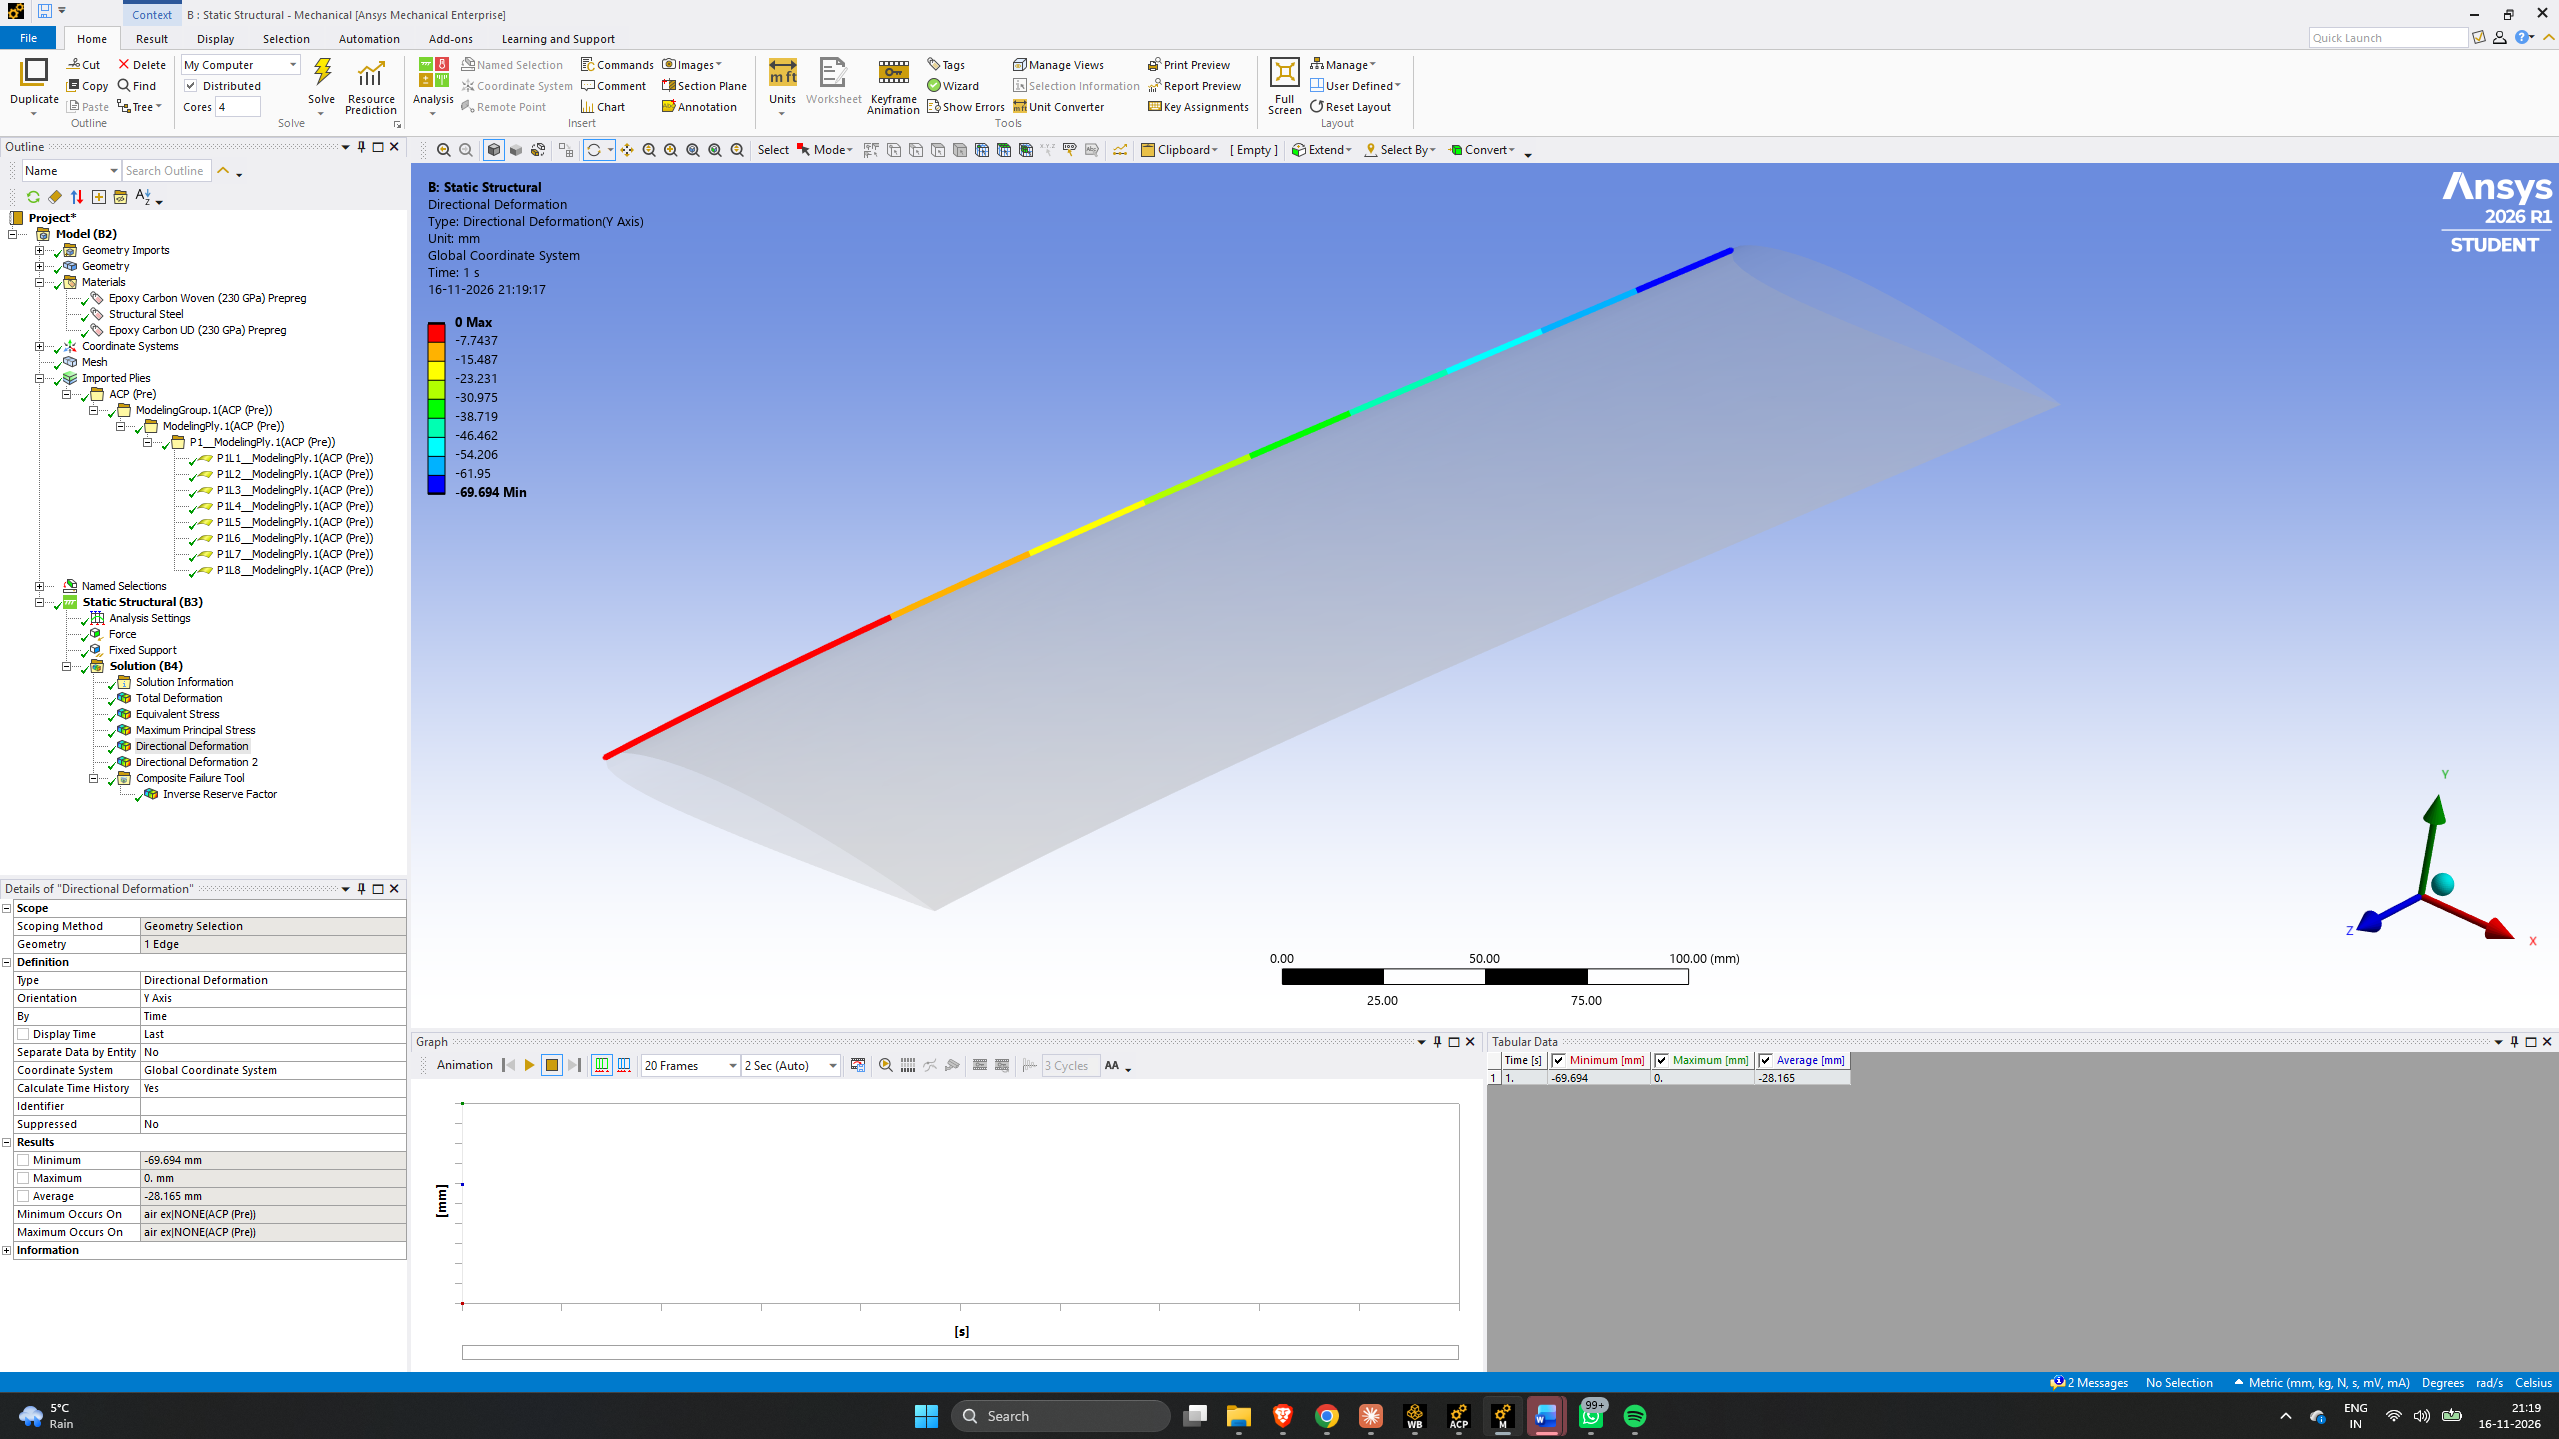 Context
B : Static Structural - Mechanical [Ansys Mechanical Enterprise]
File
Home
Result
Display
Selection
Automation
Add-ons
Learning and Support
Quick Launch
Duplicate
Cut
Copy
Paste
Delete
Find
Tree
Outline
My Computer
Distributed
Cores 4
Solve
Resource Prediction
Solve
Analysis
Named Selection
Coordinate System
Remote Point
Commands
Comment
Chart
Images
Section Plane
Annotation
Insert
Units
Worksheet
Keyframe Animation
Tags
Wizard
Show Errors
Manage Views
Selection Information
Unit Converter
Print Preview
Report Preview
Key Assignments
Tools
Full Screen
Manage
User Defined
Reset Layout
Layout
Outline
Name
Search Outline
Select
Mode
Clipboard
[ Empty ]
Extend
Select By
Convert
Project*
Model (B2)
Geometry Imports
Geometry
Materials
Epoxy Carbon Woven (230 GPa) Prepreg
Structural Steel
Epoxy Carbon UD (230 GPa) Prepreg
Coordinate Systems
Mesh
Imported Plies
ACP (Pre)
ModelingGroup.1(ACP (Pre))
ModelingPly.1(ACP (Pre))
P1__ModelingPly.1(ACP (Pre))
P1L1__ModelingPly.1(ACP (Pre))
P1L2__ModelingPly.1(ACP (Pre))
P1L3__ModelingPly.1(ACP (Pre))
P1L4__ModelingPly.1(ACP (Pre))
P1L5__ModelingPly.1(ACP (Pre))
P1L6__ModelingPly.1(ACP (Pre))
P1L7__ModelingPly.1(ACP (Pre))
P1L8__ModelingPly.1(ACP (Pre))
Named Selections
Static Structural (B3)
Analysis Settings
Force
Fixed Support
Solution (B4)
Solution Information
Total Deformation
Equivalent Stress
Maximum Principal Stress
Directional Deformation
Directional Deformation 2
Composite Failure Tool
Inverse Reserve Factor
B: Static Structural
Directional Deformation
Type: Directional Deformation(Y Axis)
Unit: mm
Global Coordinate System
Time: 1 s
16-11-2026 21:19:17
0 Max
-7.7437
-15.487
-23.231
-30.975
-38.719
-46.462
-54.206
-61.95
-69.694 Min
Ansys
2026 R1
STUDENT
Y
Z
X
0.00
50.00
100.00 (mm)
25.00
75.00
Details of "Directional Deformation"
Scope
Scoping Method Geometry Selection
Geometry 1 Edge
Definition
Type Directional Deformation
Orientation Y Axis
By Time
Display Time Last
Separate Data by Entity No
Coordinate System Global Coordinate System
Calculate Time History Yes
Identifier
Suppressed No
Results
Minimum -69.694 mm
Maximum 0. mm
Average -28.165 mm
Minimum Occurs On air ex|NONE(ACP (Pre))
Maximum Occurs On air ex|NONE(ACP (Pre))
Information
Graph
Animation
20 Frames
2 Sec (Auto)
3 Cycles
AA
[mm]
[s]
Tabular Data
Time [s] Minimum [mm] Maximum [mm] Average [mm]
1 1. -69.694 0. -28.165
2 Messages
No Selection
Metric (mm, kg, N, s, mV, mA)
Degrees
rad/s
Celsius
5°C
Rain
Search
WB
ACP
M
99+
ENG
IN
21:19
16-11-2026